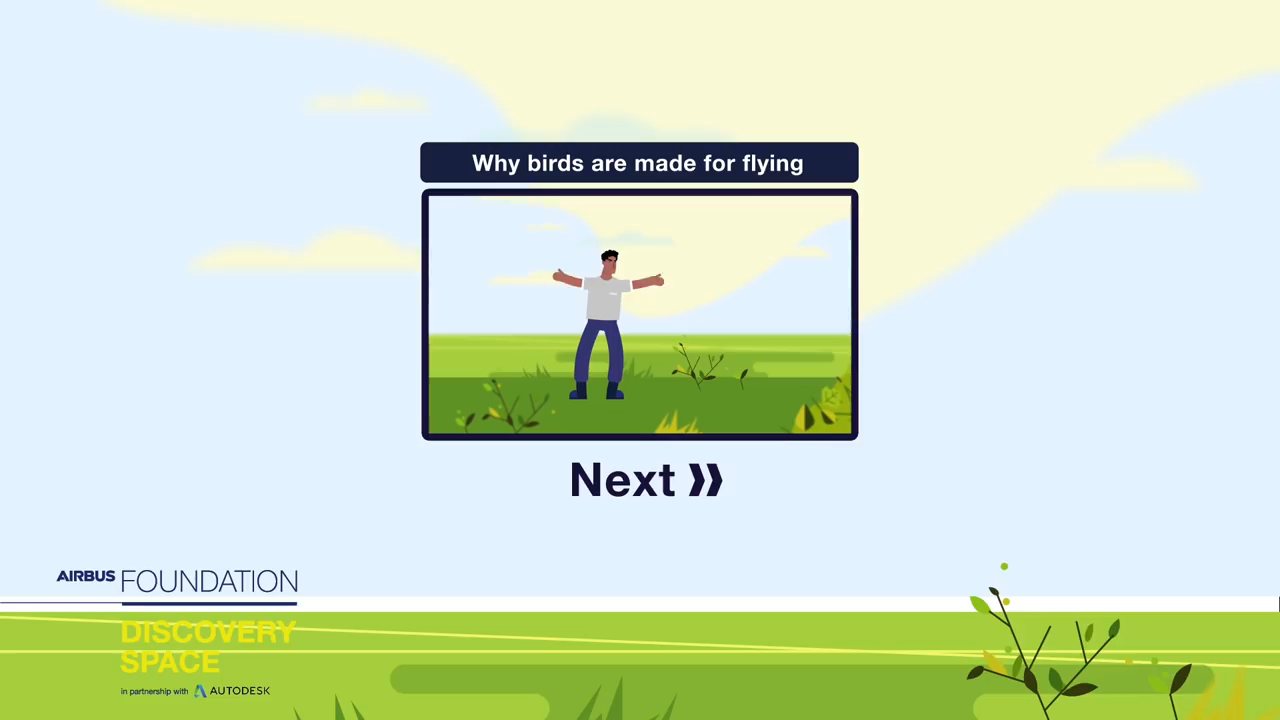 Why birds are made for flying
Next
AIRBUS FOUNDATION
DISCOVERY
SPACE
in partnership with AUTODESK